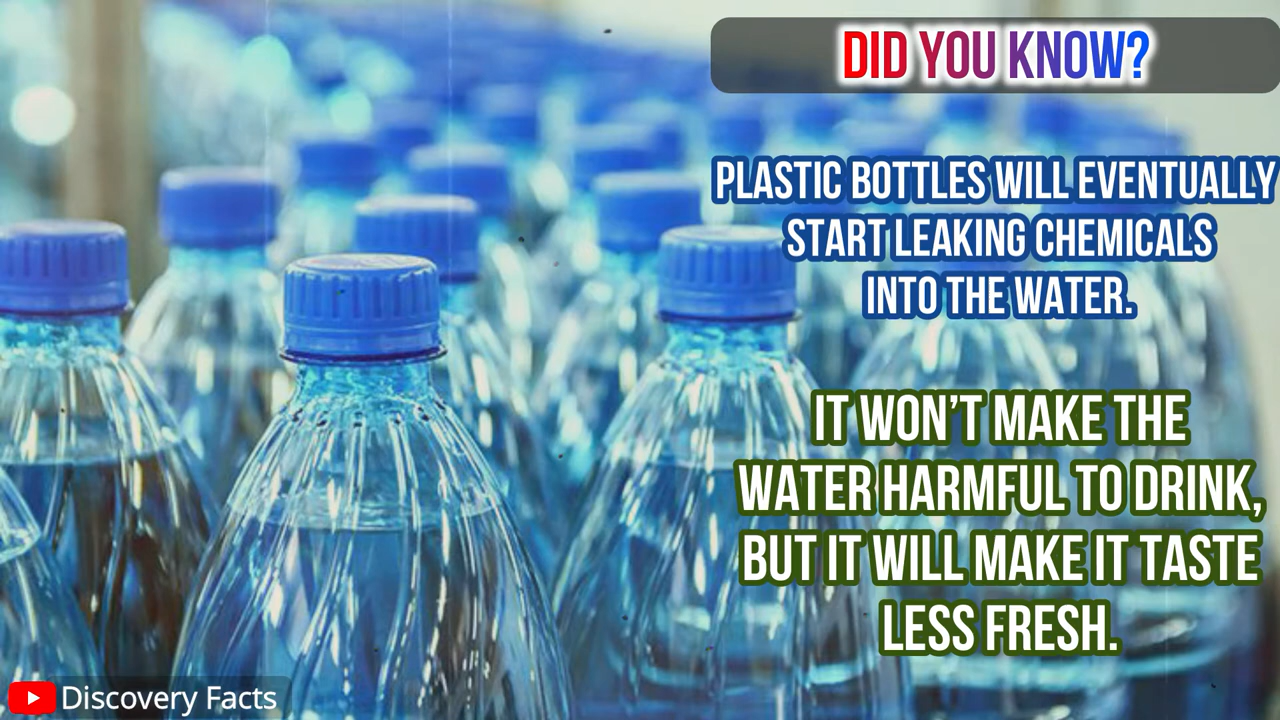 DID YOU KNOW?
PLASTIC BOTTLES WILL EVENTUALLY
START LEAKING CHEMICALS
INTO THE WATER.
IT WON'T MAKE THE
WATER HARMFUL TO DRINK,
BUT IT WILL MAKE IT TASTE
LESS FRESH.
Discovery Facts